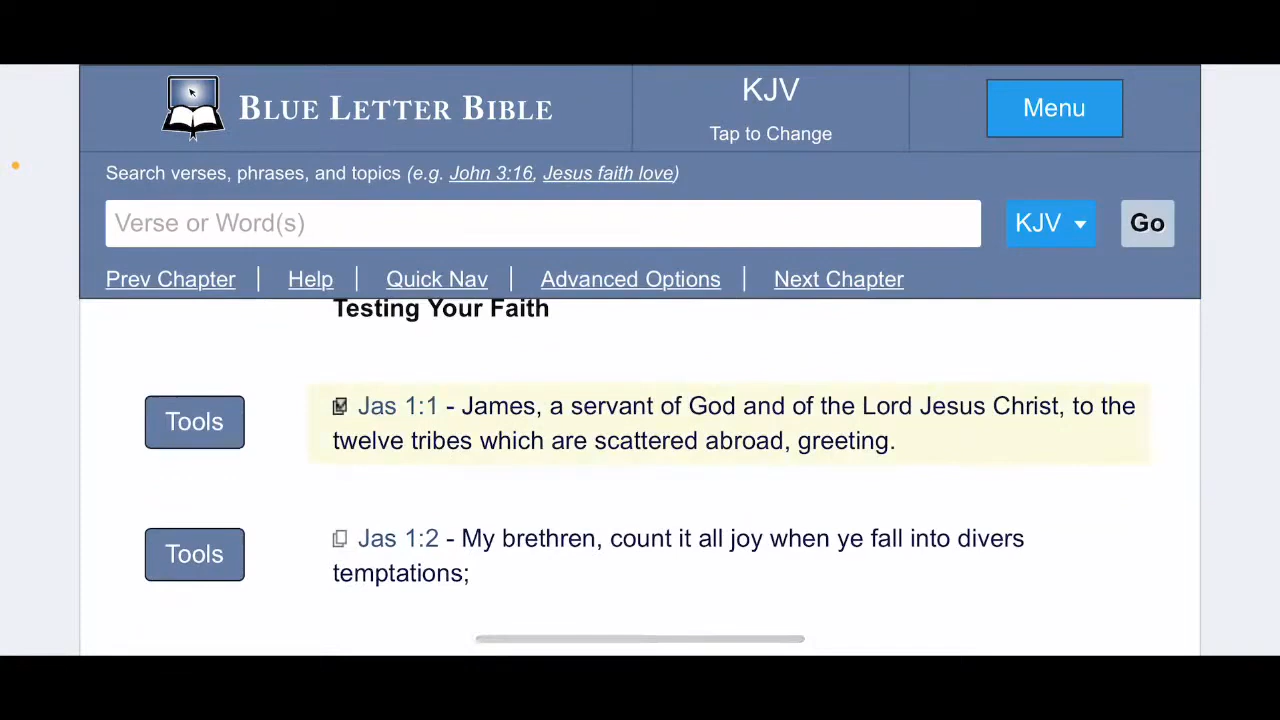 BLUE LETTER BIBLE
KJV
Tap to Change
Menu
Search verses, phrases, and topics (e.g. John 3:16, Jesus faith love)
Verse or Word(s)
KJV
Go
Prev Chapter | Help | Quick Nav | Advanced Options | Next Chapter
Testing Your Faith
Tools
Jas 1:1 - James, a servant of God and of the Lord Jesus Christ, to the
twelve tribes which are scattered abroad, greeting.
Tools
Jas 1:2 - My brethren, count it all joy when ye fall into divers
temptations;